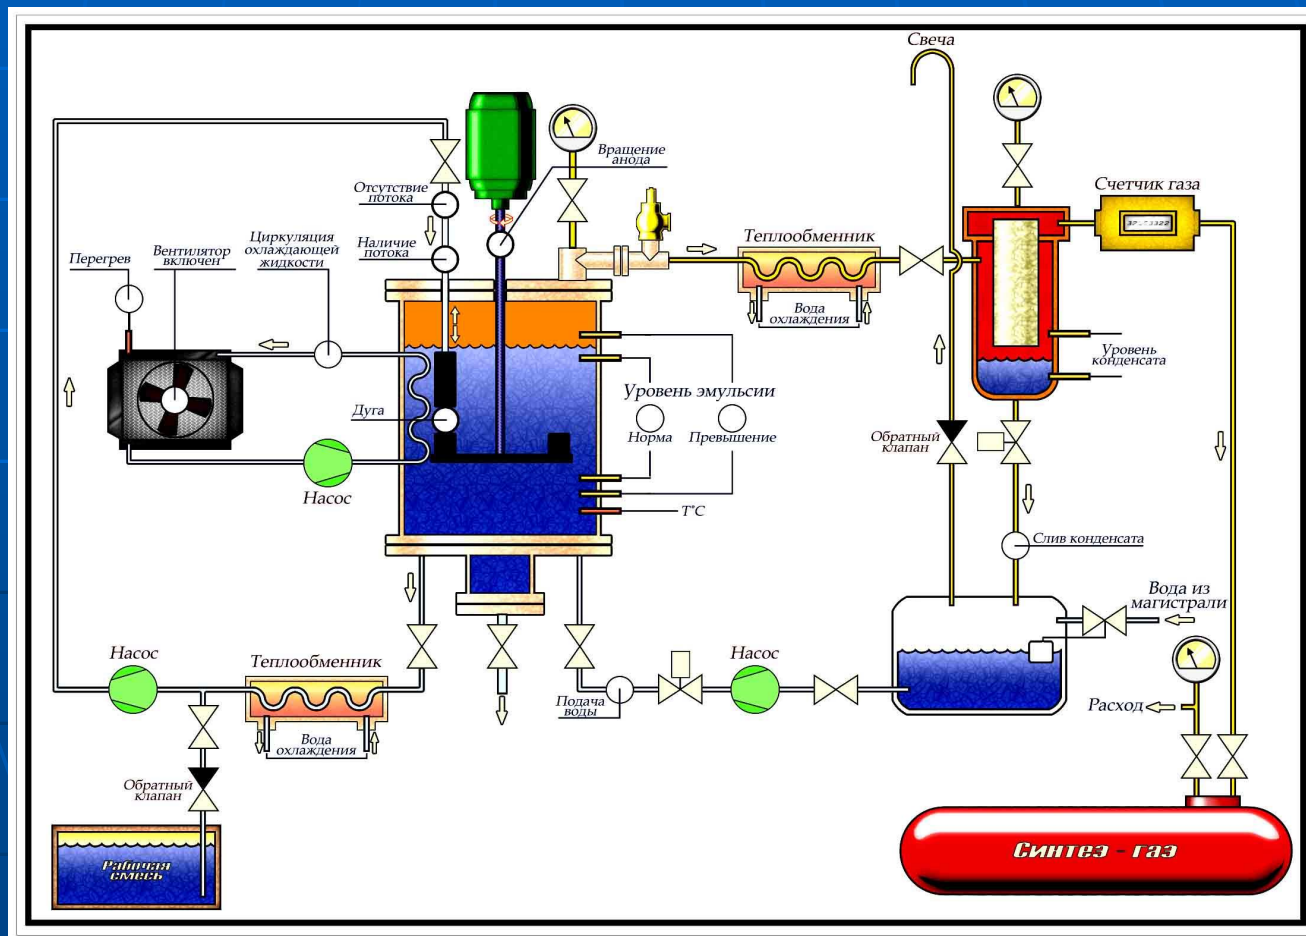 Свеча
Вращение
анода
Отсутствие
потока
Счетчик газа
Циркуляция
охлаждающей
жидкости
Наличие
потока
Теплообменник
Перегрев
Вентилятор
включен
Вода
охлаждения
Уровень
конденсата
Уровень эмульсии
Дуга
Норма
Превышение
Обратный
клапан
Насос
T°C
Слив конденсата
Вода из
магистрали
Насос
Теплообменник
Насос
Подача
воды
Расход
Вода
охлаждения
Обратный
клапан
Рабочая
смесь
Синтез - газ